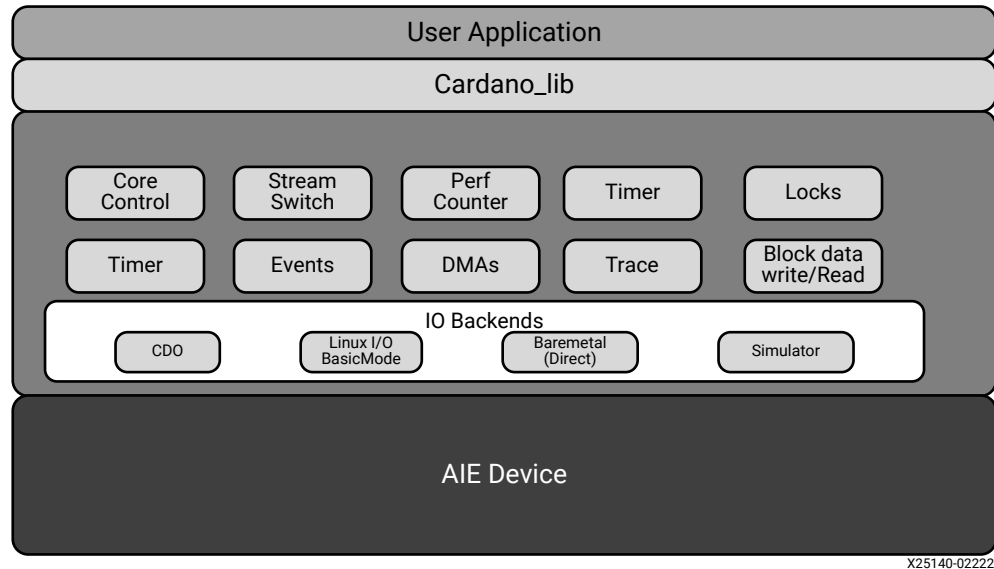 User Application
Cardano_lib
Core
Control
Stream
Switch
Perf
Counter
Timer
Locks
Timer
Events
DMAs
Trace
Block data
write/Read
IO Backends
CDO
Linux I/O
BasicMode
Baremetal
(Direct)
Simulator
AIE Device
X25140-02222